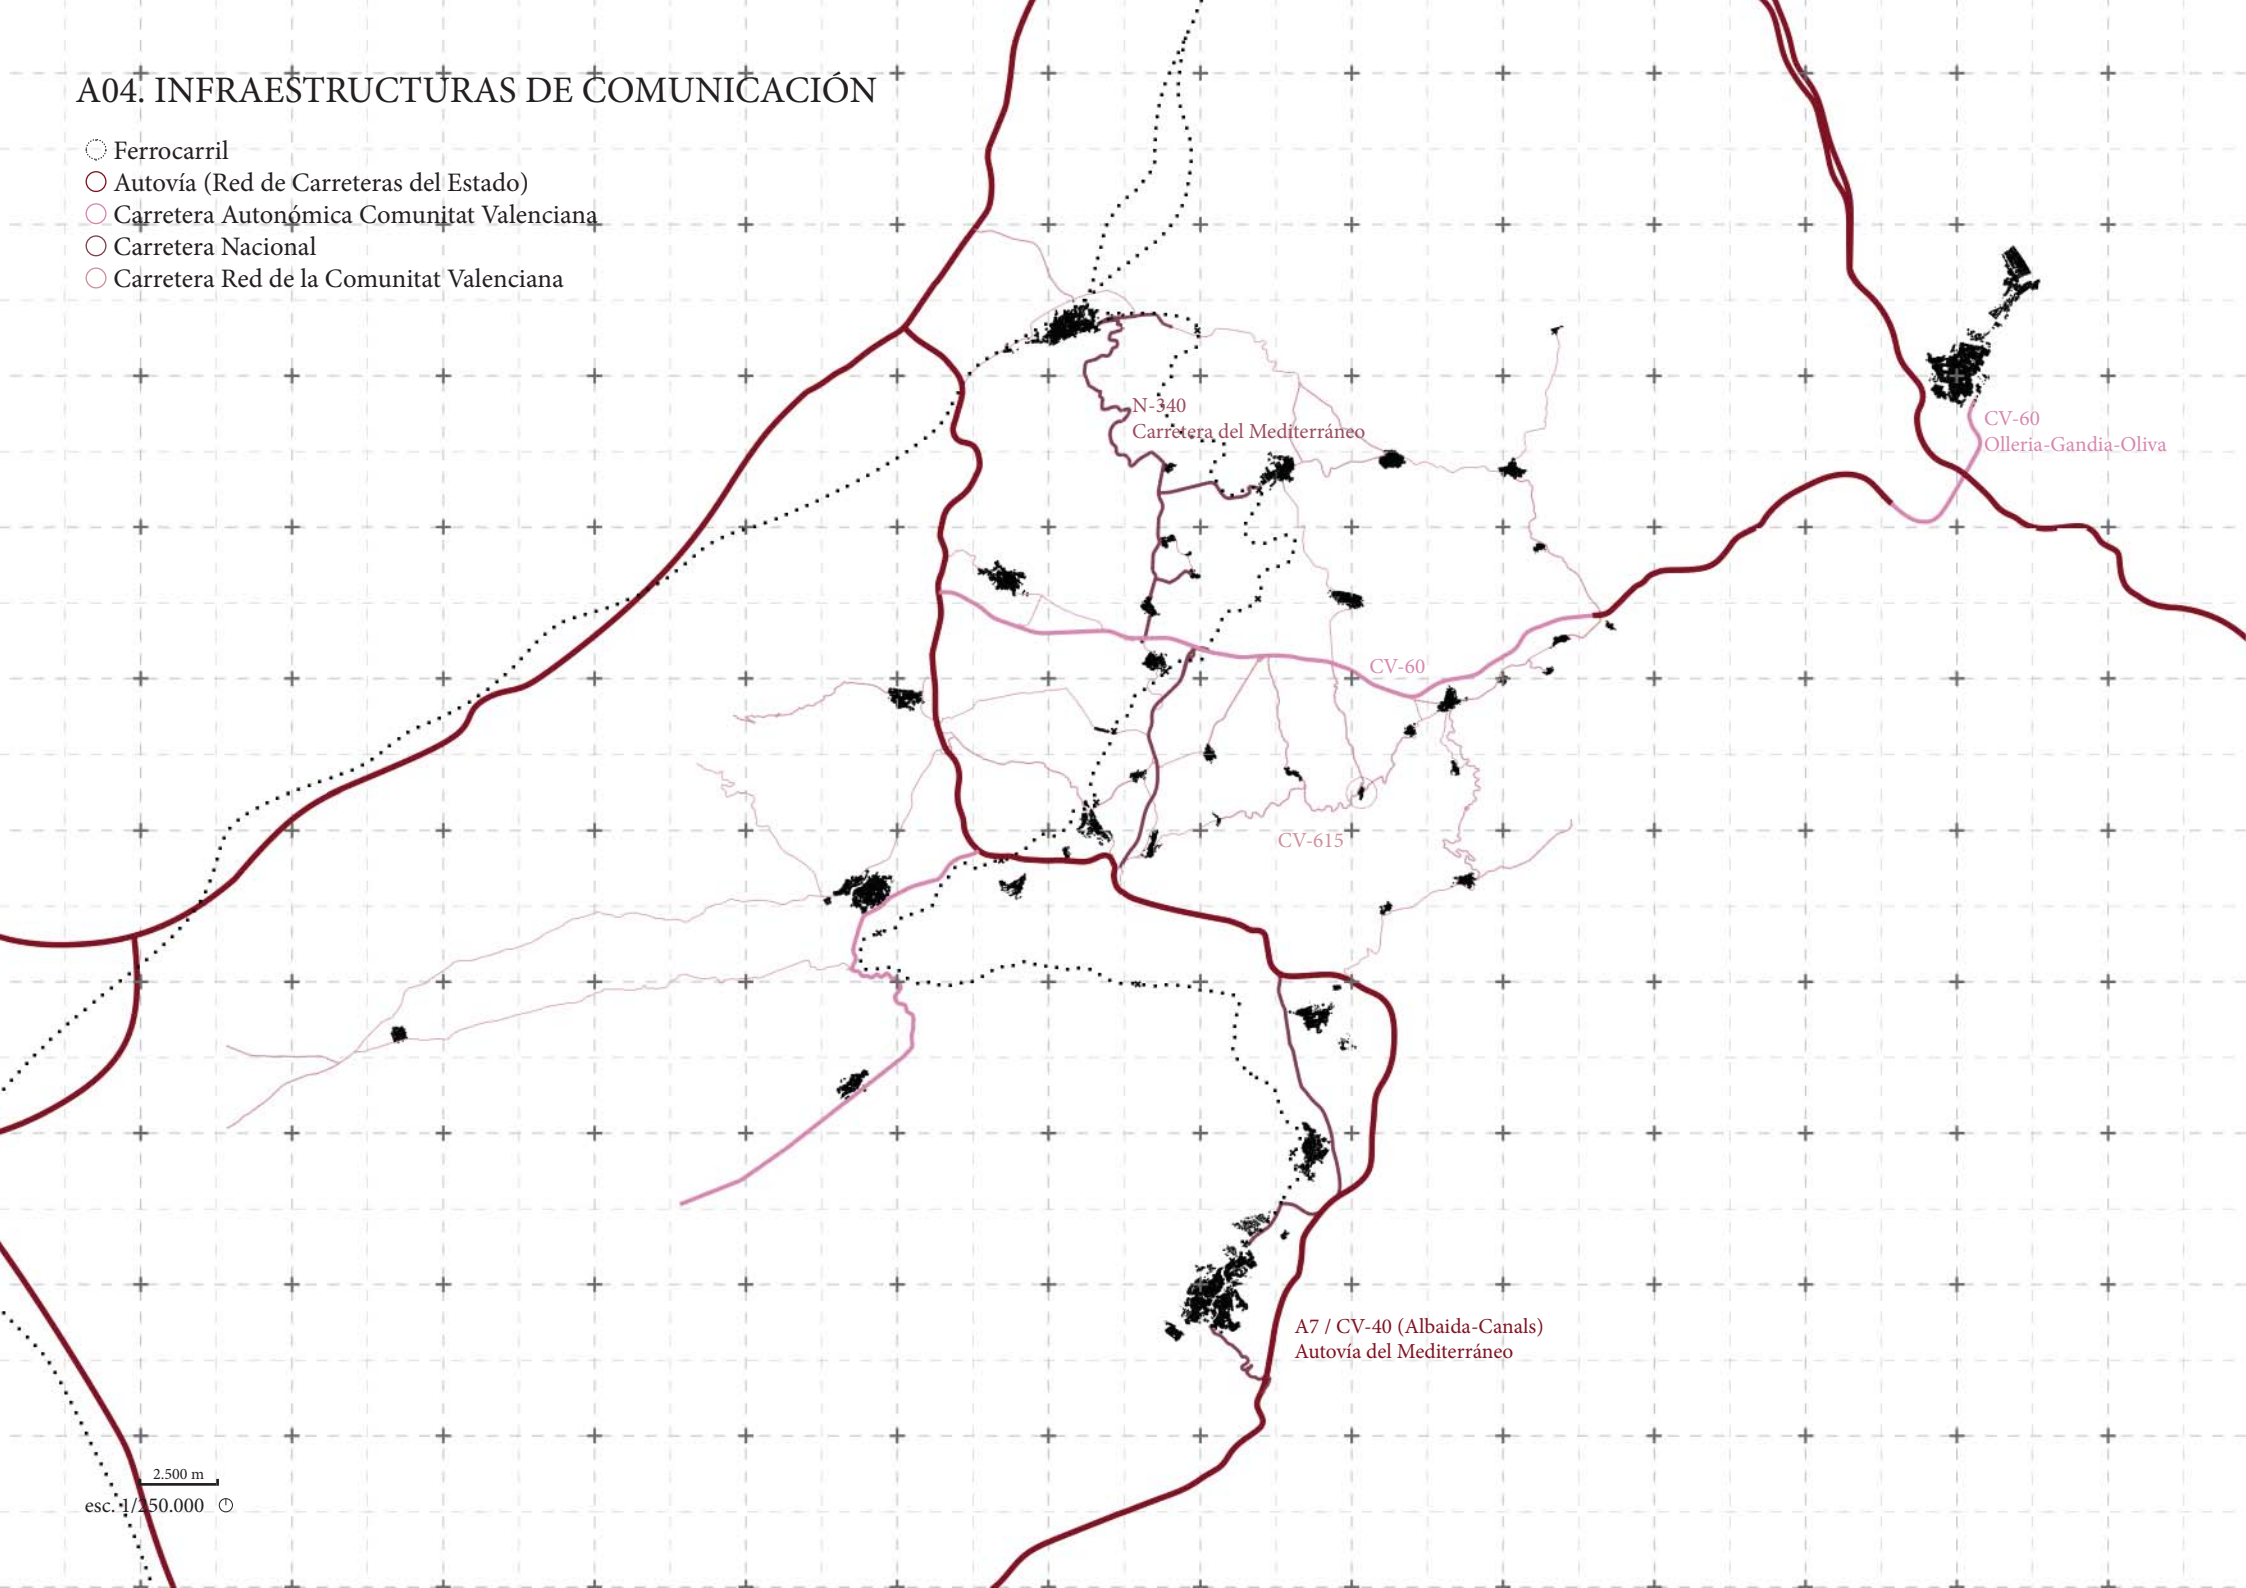 A04. INFRAESTRUCTURAS DE COMUNICACIÓN
Ferrocarril
Autovía (Red de Carreteras del Estado)
Carretera Autonómica Comunitat Valenciana
Carretera Nacional
Carretera Red de la Comunitat Valenciana
N-340
Carretera del Mediterráneo
CV-60
Olleria-Gandia-Oliva
CV-60
CV-615
A7 / CV-40 (Albaida-Canals)
Autovía del Mediterráneo
2.500 m
esc. 1/250.000